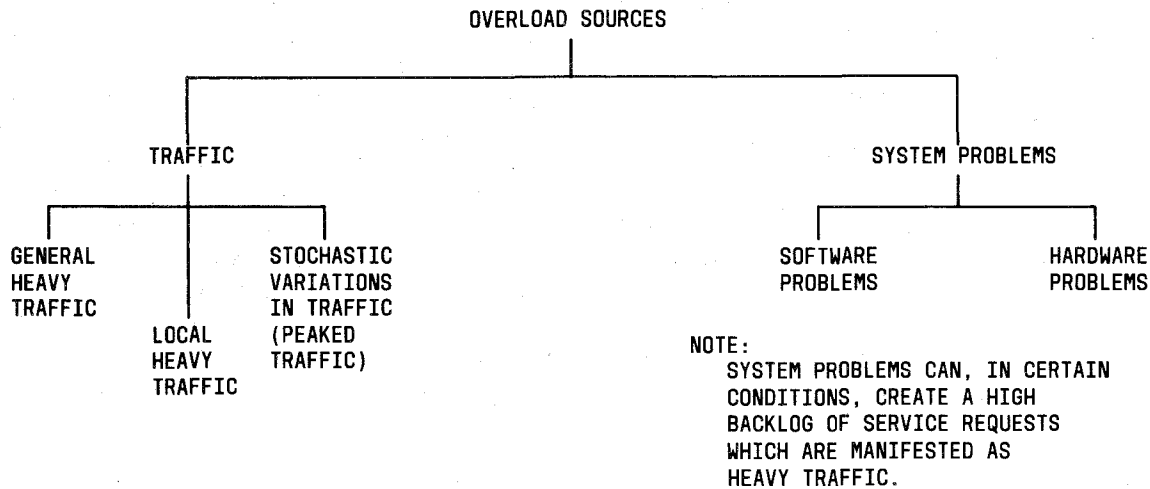 OVERLOAD SOURCES
TRAFFIC
SYSTEM PROBLEMS
GENERAL
HEAVY
TRAFFIC
LOCAL
HEAVY
TRAFFIC
STOCHASTIC
VARIATIONS
IN TRAFFIC
(PEAKED
TRAFFIC)
SOFTWARE
PROBLEMS
HARDWARE
PROBLEMS
NOTE:
SYSTEM PROBLEMS CAN, IN CERTAIN
CONDITIONS, CREATE A HIGH
BACKLOG OF SERVICE REQUESTS
WHICH ARE MANIFESTED AS
HEAVY TRAFFIC.